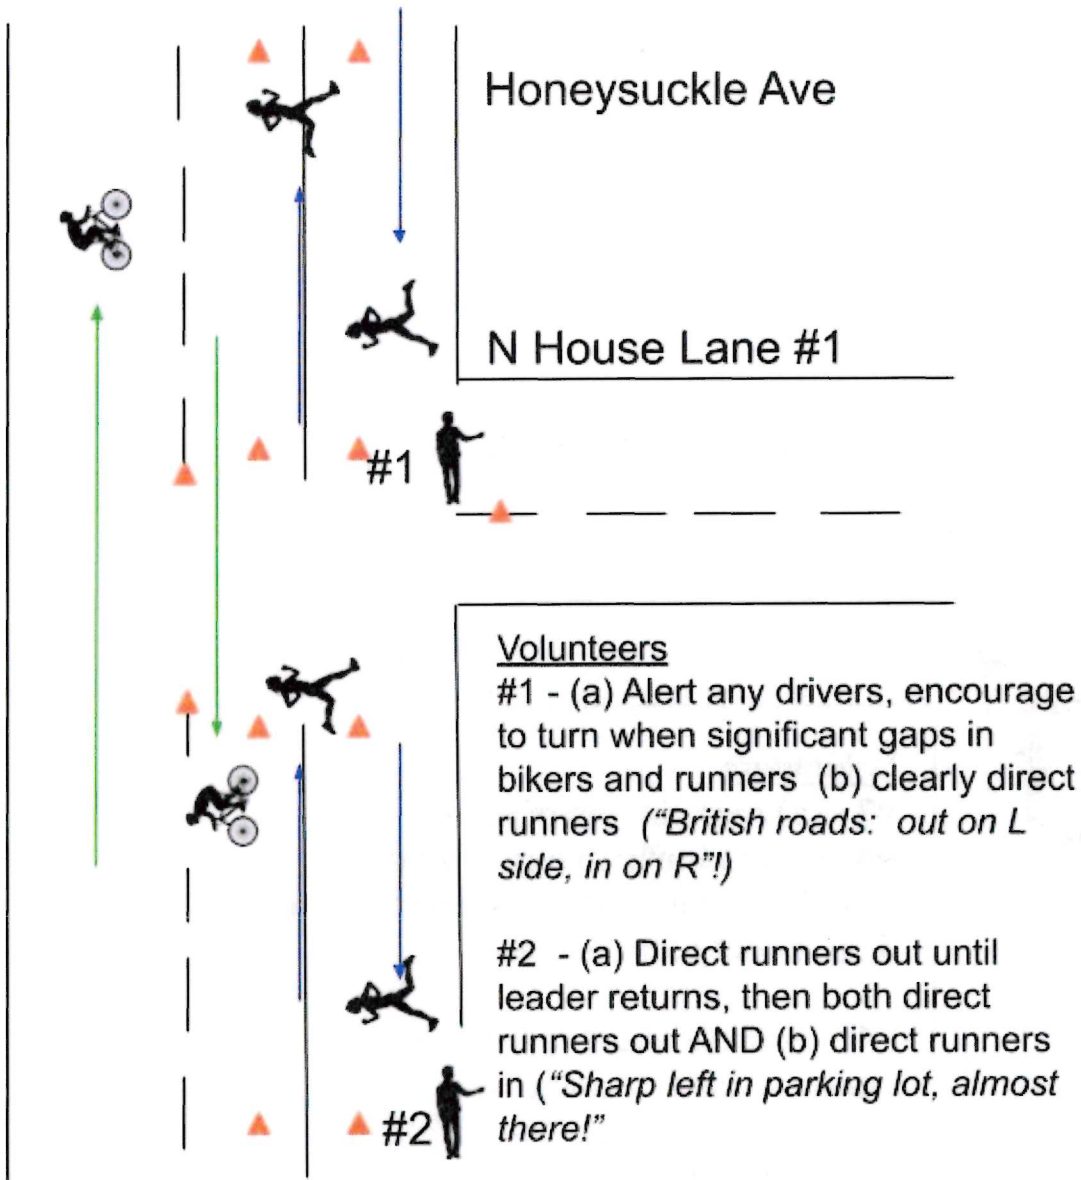 Honeysuckle Ave
N House Lane #1
#1
Volunteers
#1 - (a) Alert any drivers, encourage
to turn when significant gaps in
bikers and runners (b) clearly direct
runners (“British roads: out on L
side, in on R”!)
#2 - (a) Direct runners out until
leader returns, then both direct
runners out AND (b) direct runners
in (“Sharp left in parking lot, almost
there!”
#2